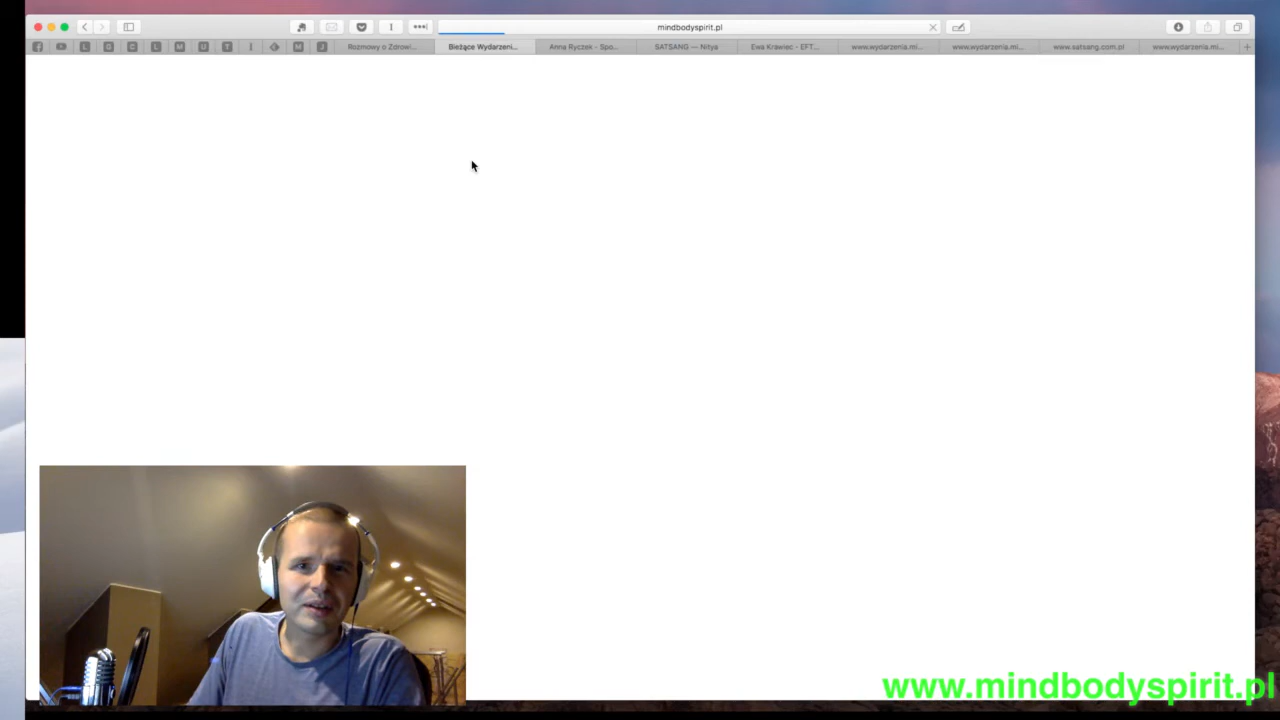 mindbodyspirit.pl
Rozmowy o Zdrowi...
Bieżące Wydarzeni...
Anna Ryczek - Spo...
SATSANG — Nitya
Ewa Krawiec - EFT...
www.wydarzenia.mi...
www.wydarzenia.mi...
www.satsang.com.pl
www.wydarzenia.mi...
www.mindbodyspirit.pl